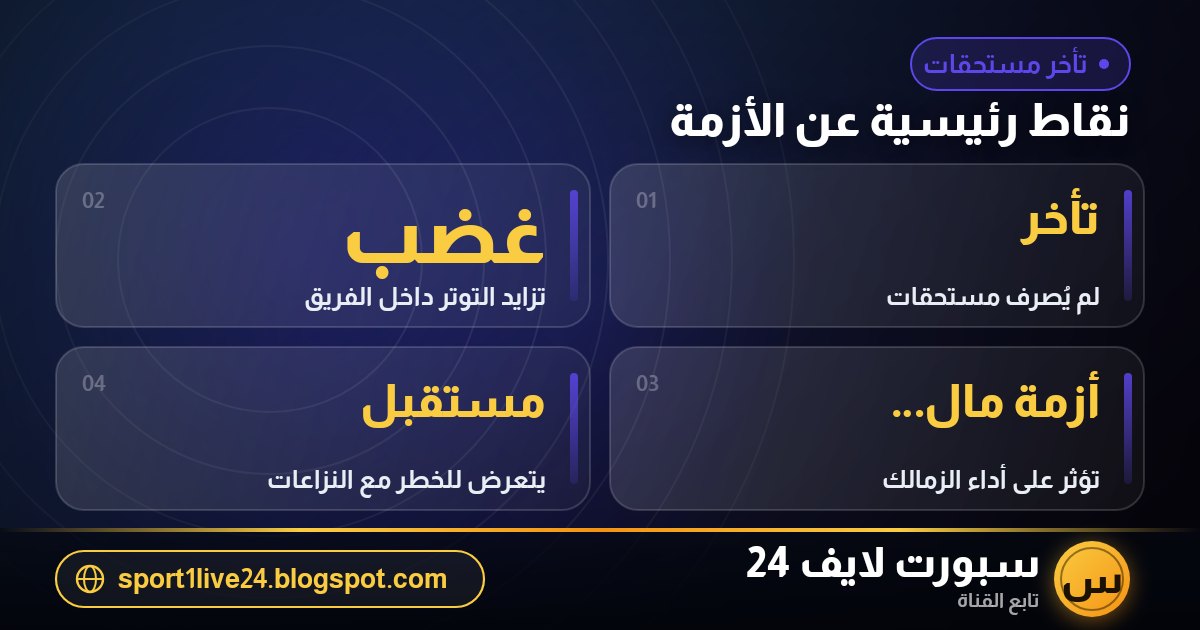 • تأخر مستحقات
نقاط رئيسية عن الأزمة
01
تأخر
لم يُصرف مستحقات
02
غضب
تزايد التوتر داخل الفريق
03
أزمة مال...
تؤثر على أداء الزمالك
04
مستقبل
يتعرض للخطر مع النزاعات
س
سبورت لايف 24
تابع القناة
sport1live24.blogspot.com